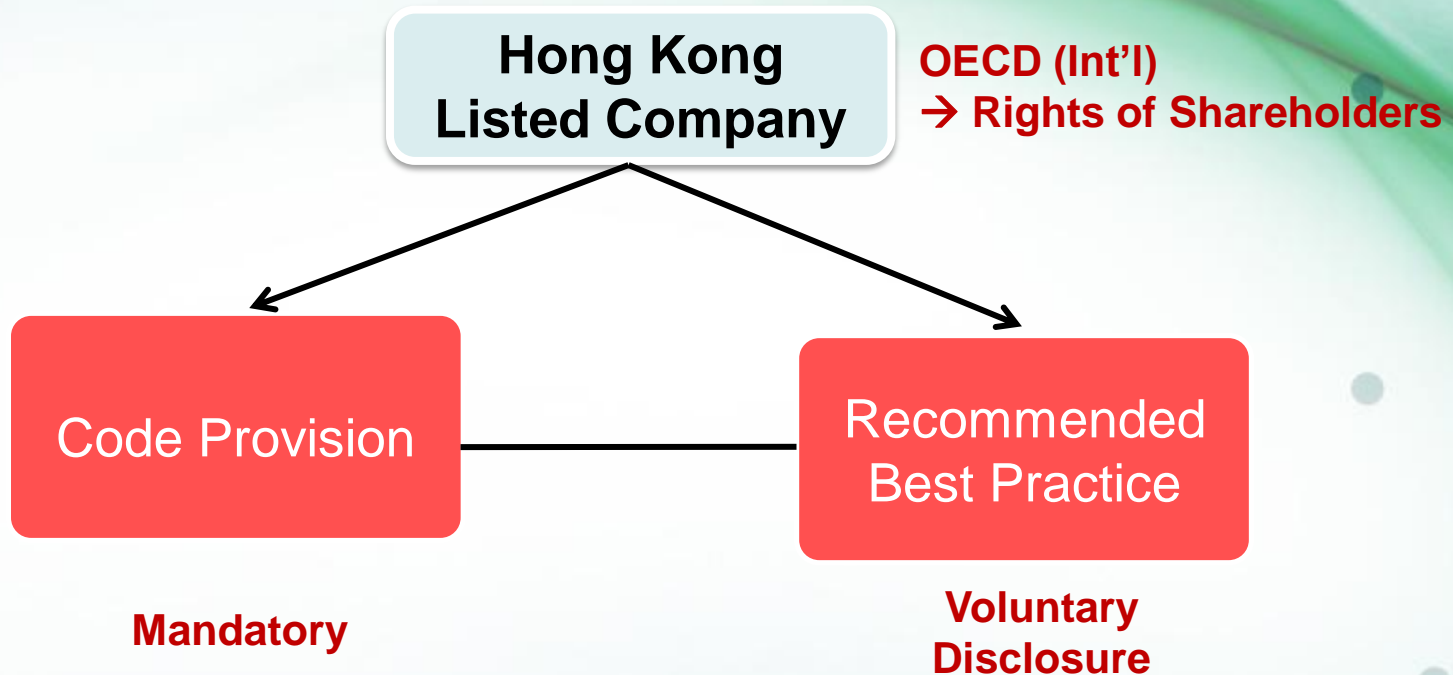 Hong Kong
Listed Company
OECD (Int'l)
→ Rights of Shareholders
Code Provision
Recommended
Best Practice
Mandatory
Voluntary
Disclosure